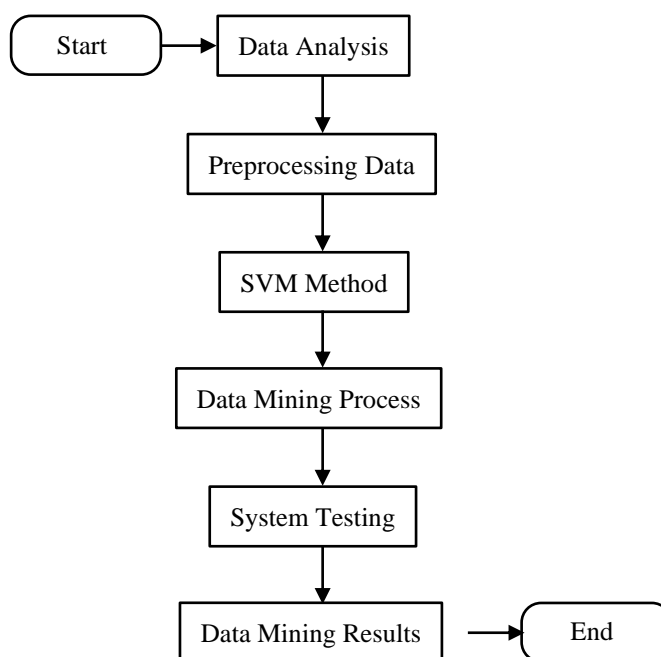 Start
Data Analysis
Preprocessing Data
SVM Method
Data Mining Process
System Testing
Data Mining Results
End